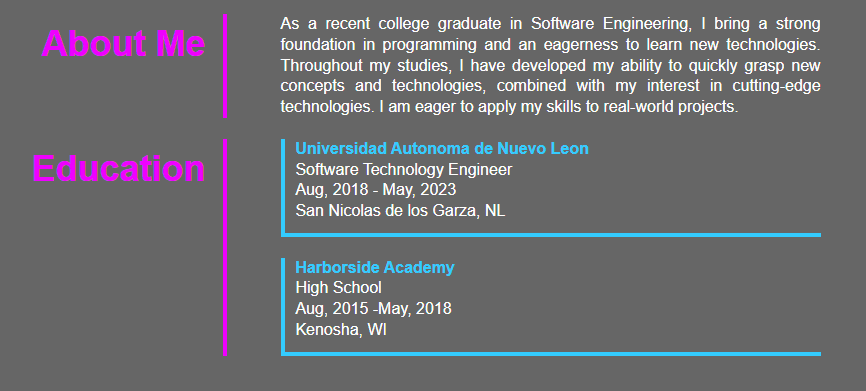 About Me
As a recent college graduate in Software Engineering, I bring a strong
foundation in programming and an eagerness to learn new technologies.
Throughout my studies, I have developed my ability to quickly grasp new
concepts and technologies, combined with my interest in cutting-edge
technologies. I am eager to apply my skills to real-world projects.
Education
Universidad Autonoma de Nuevo Leon
Software Technology Engineer
Aug, 2018 - May, 2023
San Nicolas de los Garza, NL
Harborside Academy
High School
Aug, 2015 -May, 2018
Kenosha, WI